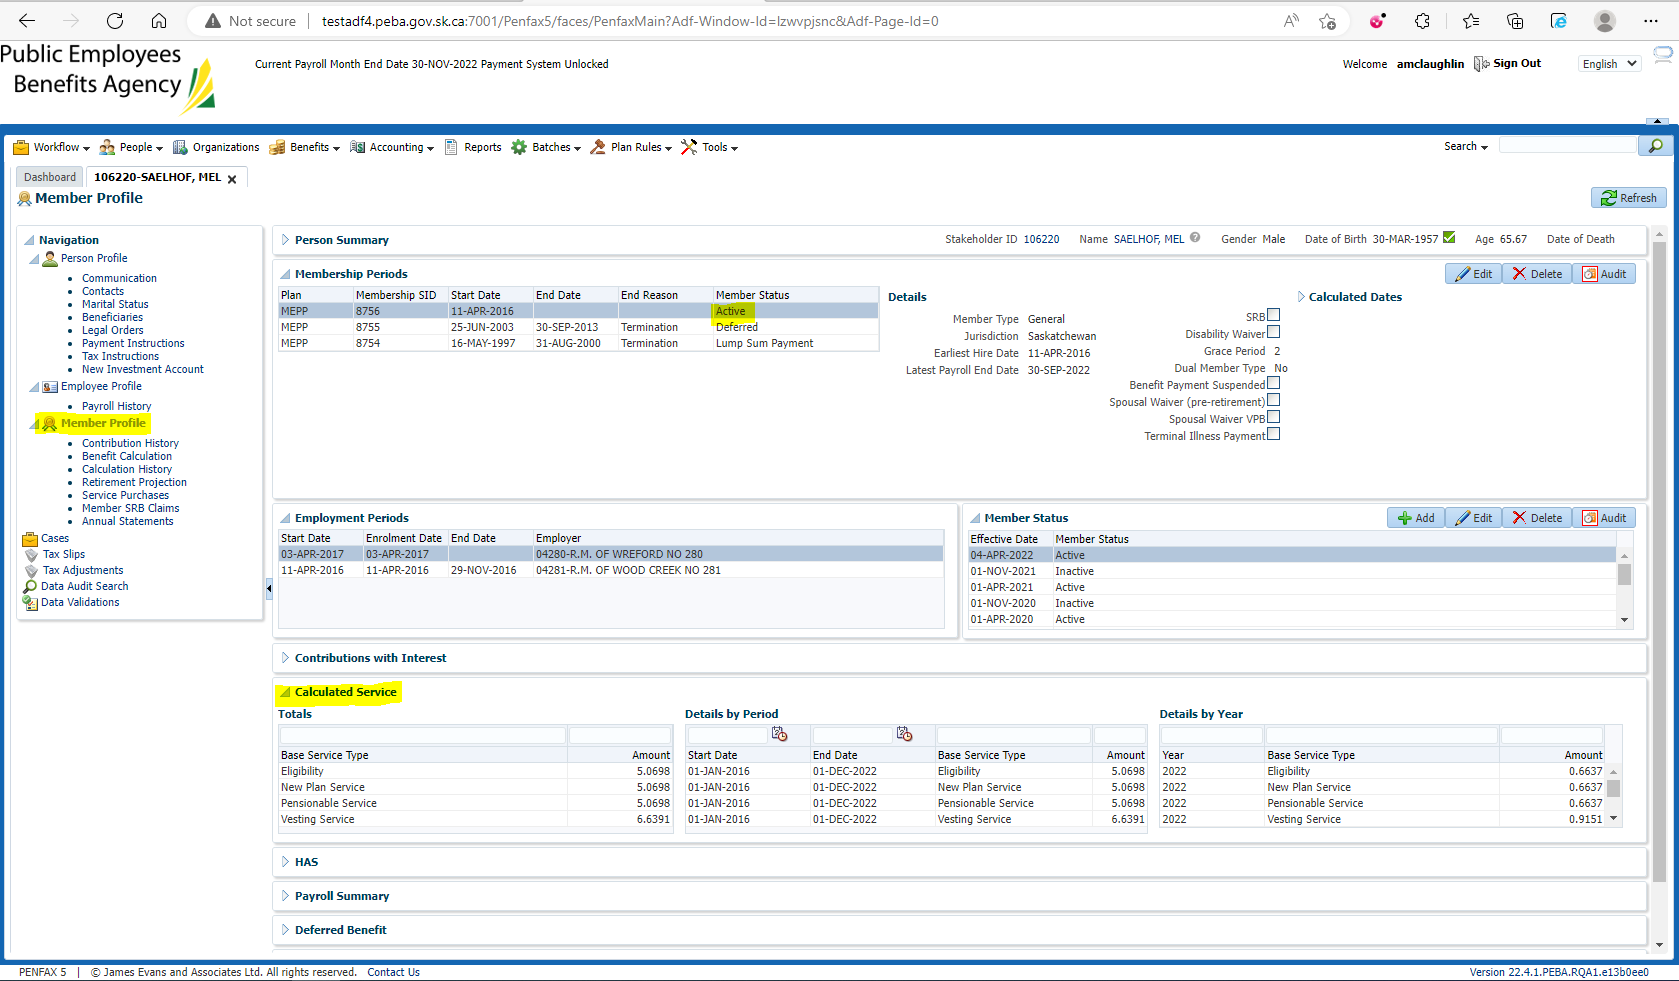 Not secure | testadf4.peba.gov.sk.ca:7001/Penfax5/faces/PenfaxMain?Adf-Window-Id=lzwvpjsnc&Adf-Page-Id=0
Public Employees
Benefits Agency
Current Payroll Month End Date 30-NOV-2022 Payment System Unlocked
Welcome amclaughlin Sign Out English
Workflow People Organizations Benefits Accounting Reports Batches Plan Rules Tools Search
Dashboard 106220-SAELHOF, MEL
Member Profile
Refresh
Navigation
Person Profile
Communication
Contacts
Marital Status
Beneficiaries
Legal Orders
Payment Instructions
Tax Instructions
New Investment Account
Employee Profile
Payroll History
Member Profile
Contribution History
Benefit Calculation
Calculation History
Retirement Projection
Service Purchases
Member SRB Claims
Annual Statements
Cases
Tax Slips
Tax Adjustments
Data Audit Search
Data Validations
Person Summary
Stakeholder ID 106220 Name SAELHOF, MEL Gender Male Date of Birth 30-MAR-1957 Age 65.67 Date of Death
Membership Periods
Edit Delete Audit
Plan Membership SID Start Date End Date End Reason Member Status
MEPP 8756 11-APR-2016 Active
MEPP 8755 25-JUN-2003 30-SEP-2013 Termination Deferred
MEPP 8754 16-MAY-1997 31-AUG-2000 Termination Lump Sum Payment
Details
Member Type General
Jurisdiction Saskatchewan
Earliest Hire Date 11-APR-2016
Latest Payroll End Date 30-SEP-2022
SRB
Disability Waiver
Grace Period 2
Dual Member Type No
Benefit Payment Suspended
Spousal Waiver (pre-retirement)
Spousal Waiver VPB
Terminal Illness Payment
Calculated Dates
Employment Periods
Start Date Enrolment Date End Date Employer
03-APR-2017 03-APR-2017 04280-R.M. OF WREFORD NO 280
11-APR-2016 11-APR-2016 29-NOV-2016 04281-R.M. OF WOOD CREEK NO 281
Member Status
Add Edit Delete Audit
Effective Date Member Status
04-APR-2022 Active
01-NOV-2021 Inactive
01-APR-2021 Active
01-NOV-2020 Inactive
01-APR-2020 Active
Contributions with Interest
Calculated Service
Totals
Base Service Type Amount
Eligibility 5.0698
New Plan Service 5.0698
Pensionable Service 5.0698
Vesting Service 6.6391
Details by Period
Start Date End Date Base Service Type Amount
01-JAN-2016 01-DEC-2022 Eligibility 5.0698
01-JAN-2016 01-DEC-2022 New Plan Service 5.0698
01-JAN-2016 01-DEC-2022 Pensionable Service 5.0698
01-JAN-2016 01-DEC-2022 Vesting Service 6.6391
Details by Year
Year Base Service Type Amount
2022 Eligibility 0.6637
2022 New Plan Service 0.6637
2022 Pensionable Service 0.6637
2022 Vesting Service 0.9151
HAS
Payroll Summary
Deferred Benefit
PENFAX 5 | © James Evans and Associates Ltd. All rights reserved. Contact Us
Version 22.4.1.PEBA.RQA1.e13b0ee0